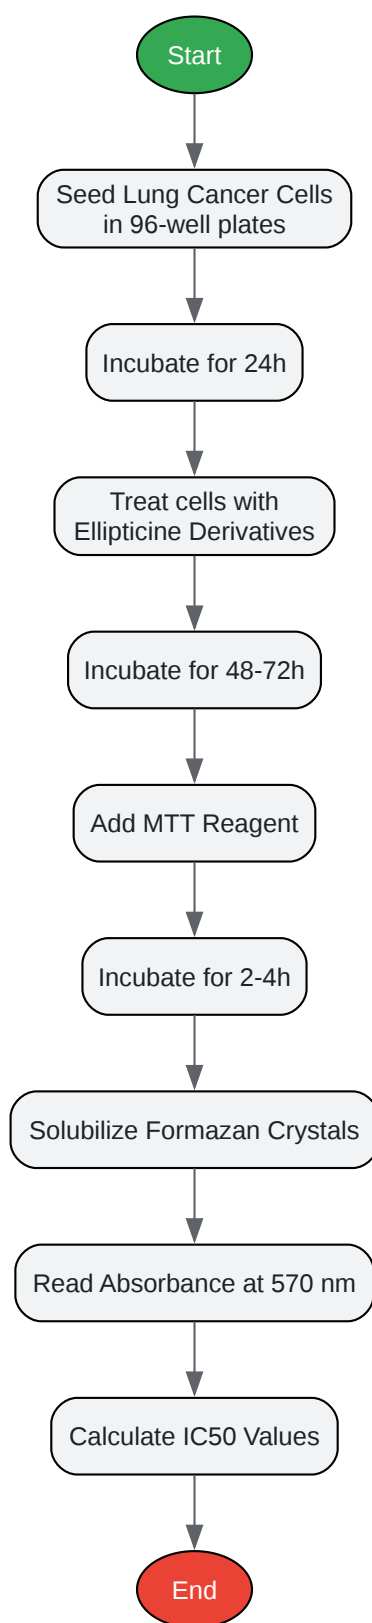 Start
Seed Lung Cancer Cells
in 96-well plates
Incubate for 24h
Treat cells with
Ellipticine Derivatives
Incubate for 48-72h
Add MTT Reagent
Incubate for 2-4h
Solubilize Formazan Crystals
Read Absorbance at 570 nm
Calculate IC50 Values
End